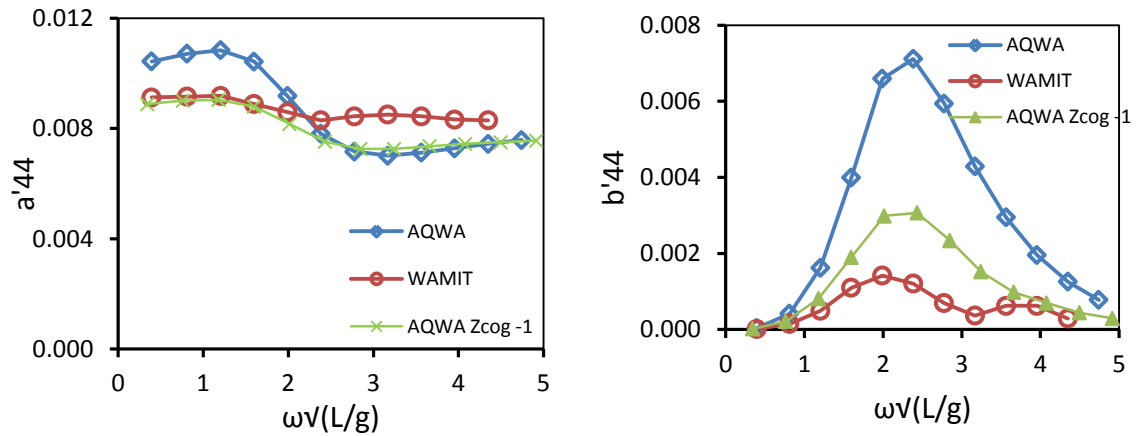 0.012
0.008
0.004
0.000
a'44
AQWA
WAMIT
AQWA Zcog -1
0 1 2 3 4 5
ω√(L/g)
0.008
0.006
0.004
0.002
0.000
b'44
AQWA
WAMIT
AQWA Zcog -1
0 1 2 3 4 5
ω√(L/g)